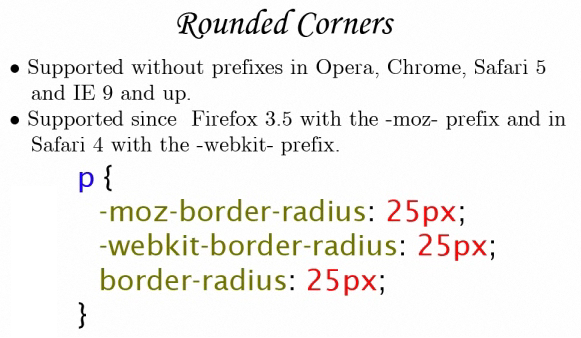 Rounded Corners
• Supported without prefixes in Opera, Chrome, Safari 5
and IE 9 and up.
• Supported since Firefox 3.5 with the -moz- prefix and in
Safari 4 with the -webkit- prefix.
p {
-moz-border-radius: 25px;
-webkit-border-radius: 25px;
border-radius: 25px;
}